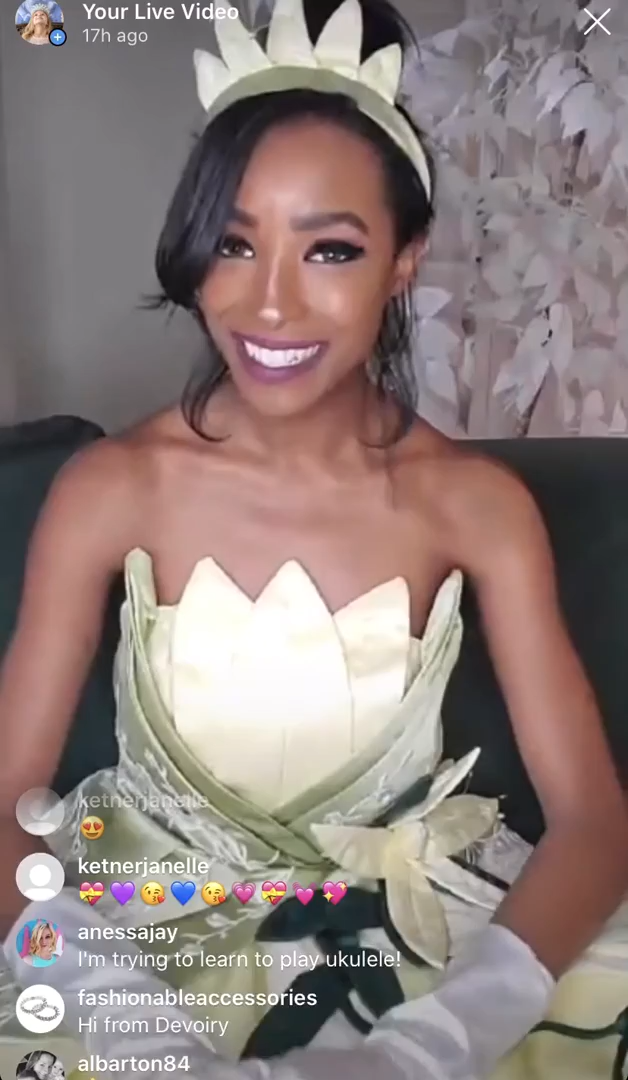 Your Live Video
17h ago
ketnerjanelle
😍
ketnerjanelle
💝💜😘💙😘💗💝💓💖
anessajay
I'm trying to learn to play ukulele!
fashionableaccessories
Hi from Devoiry
albarton84